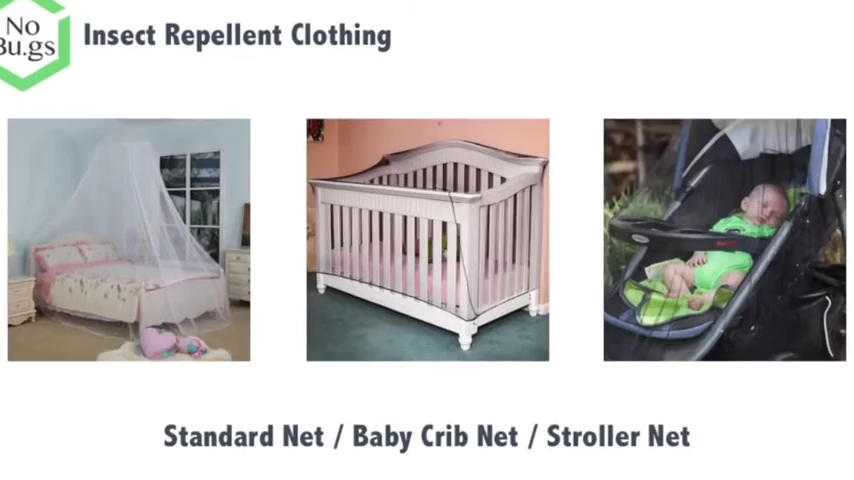 No
Bu.gs
Insect Repellent Clothing
Standard Net / Baby Crib Net / Stroller Net